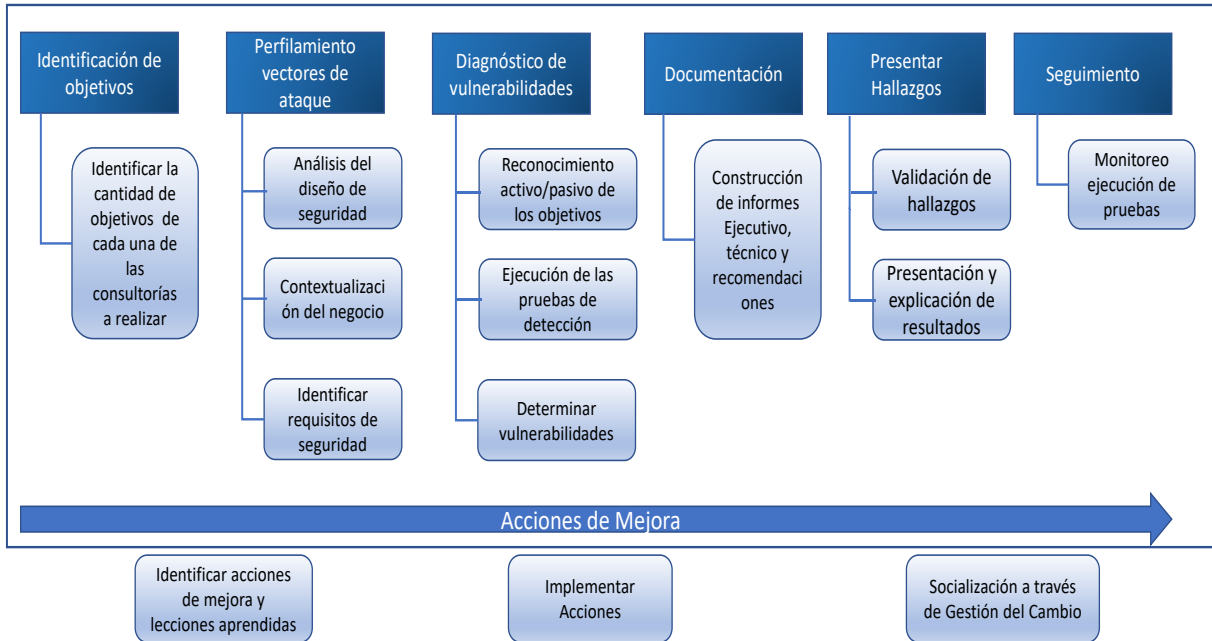 Identificación de
objetivos
Identificar la
cantidad de
objetivos de
cada una de
las
consultorías
a realizar
Perfilamiento
vectores de
ataque
Análisis del
diseño de
seguridad
Contextualizaci
ón del negocio
Identificar
requisitos de
seguridad
Diagnóstico de
vulnerabilidades
Reconocimiento
activo/pasivo de
los objetivos
Ejecución de las
pruebas de
detección
Determinar
vulnerabilidades
Documentación
Construcción
de informes
Ejecutivo,
técnico y
recomendaci
ones
Presentar
Hallazgos
Validación de
hallazgos
Presentación y
explicación de
resultados
Seguimiento
Monitoreo
ejecución de
pruebas
Acciones de Mejora
Identificar acciones
de mejora y
lecciones aprendidas
Implementar
Acciones
Socialización a través
de Gestión del Cambio